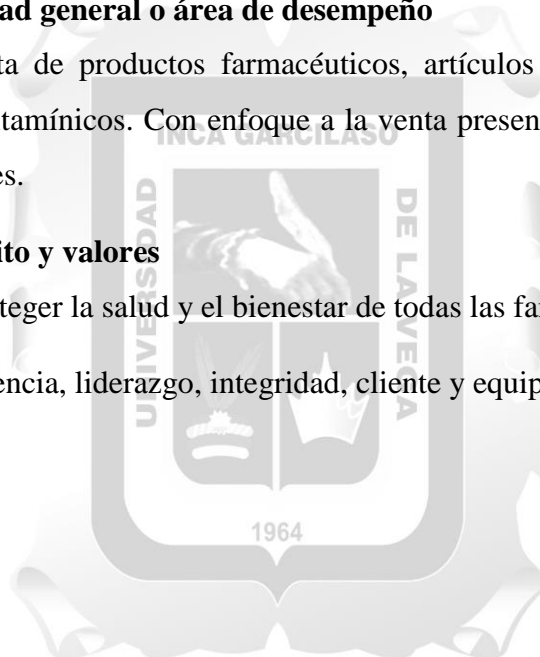 ad general o área de desempeño
ta de productos farmacéuticos, artículos
tamínicos. Con enfoque a la venta presen
es.
ito y valores
teger la salud y el bienestar de todas las fa
encia, liderazgo, integridad, cliente y equip
INCA GARCILASO
UNIVERSIDAD
DE LA VEGA
1964